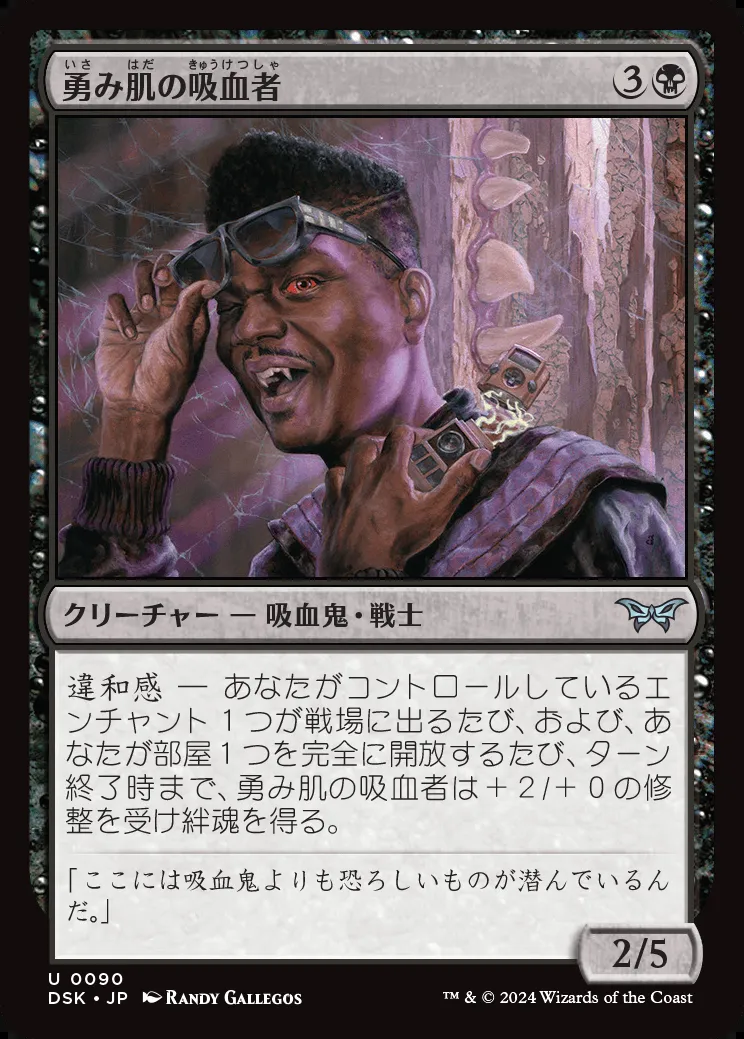 いさ はだ きゅうけつしゃ
勇み肌の吸血者 3
クリーチャー — 吸血鬼・戦士
違和感 — あなたがコントロールしているエ
ンチャント１つが戦場に出るたび、および、あ
なたが部屋１つを完全に開放するたび、ターン
終了時まで、勇み肌の吸血者は＋２/＋０の修
整を受け絆魂を得る。
「ここには吸血鬼よりも恐ろしいものが潜んでいるん
だ。」
2/5
U 0090
DSK • JP RANDY GALLEGOS
™ & © 2024 Wizards of the Coast